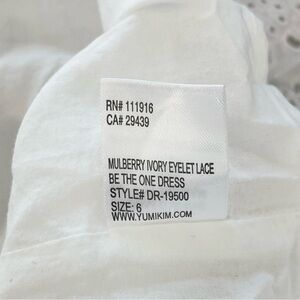 RN# 111916
CA# 29439
MULBERRY IVORY EYELET LACE
BE THE ONE DRESS
STYLE# DR-19500
SIZE: 6
WWW.YUMIKIM.COM